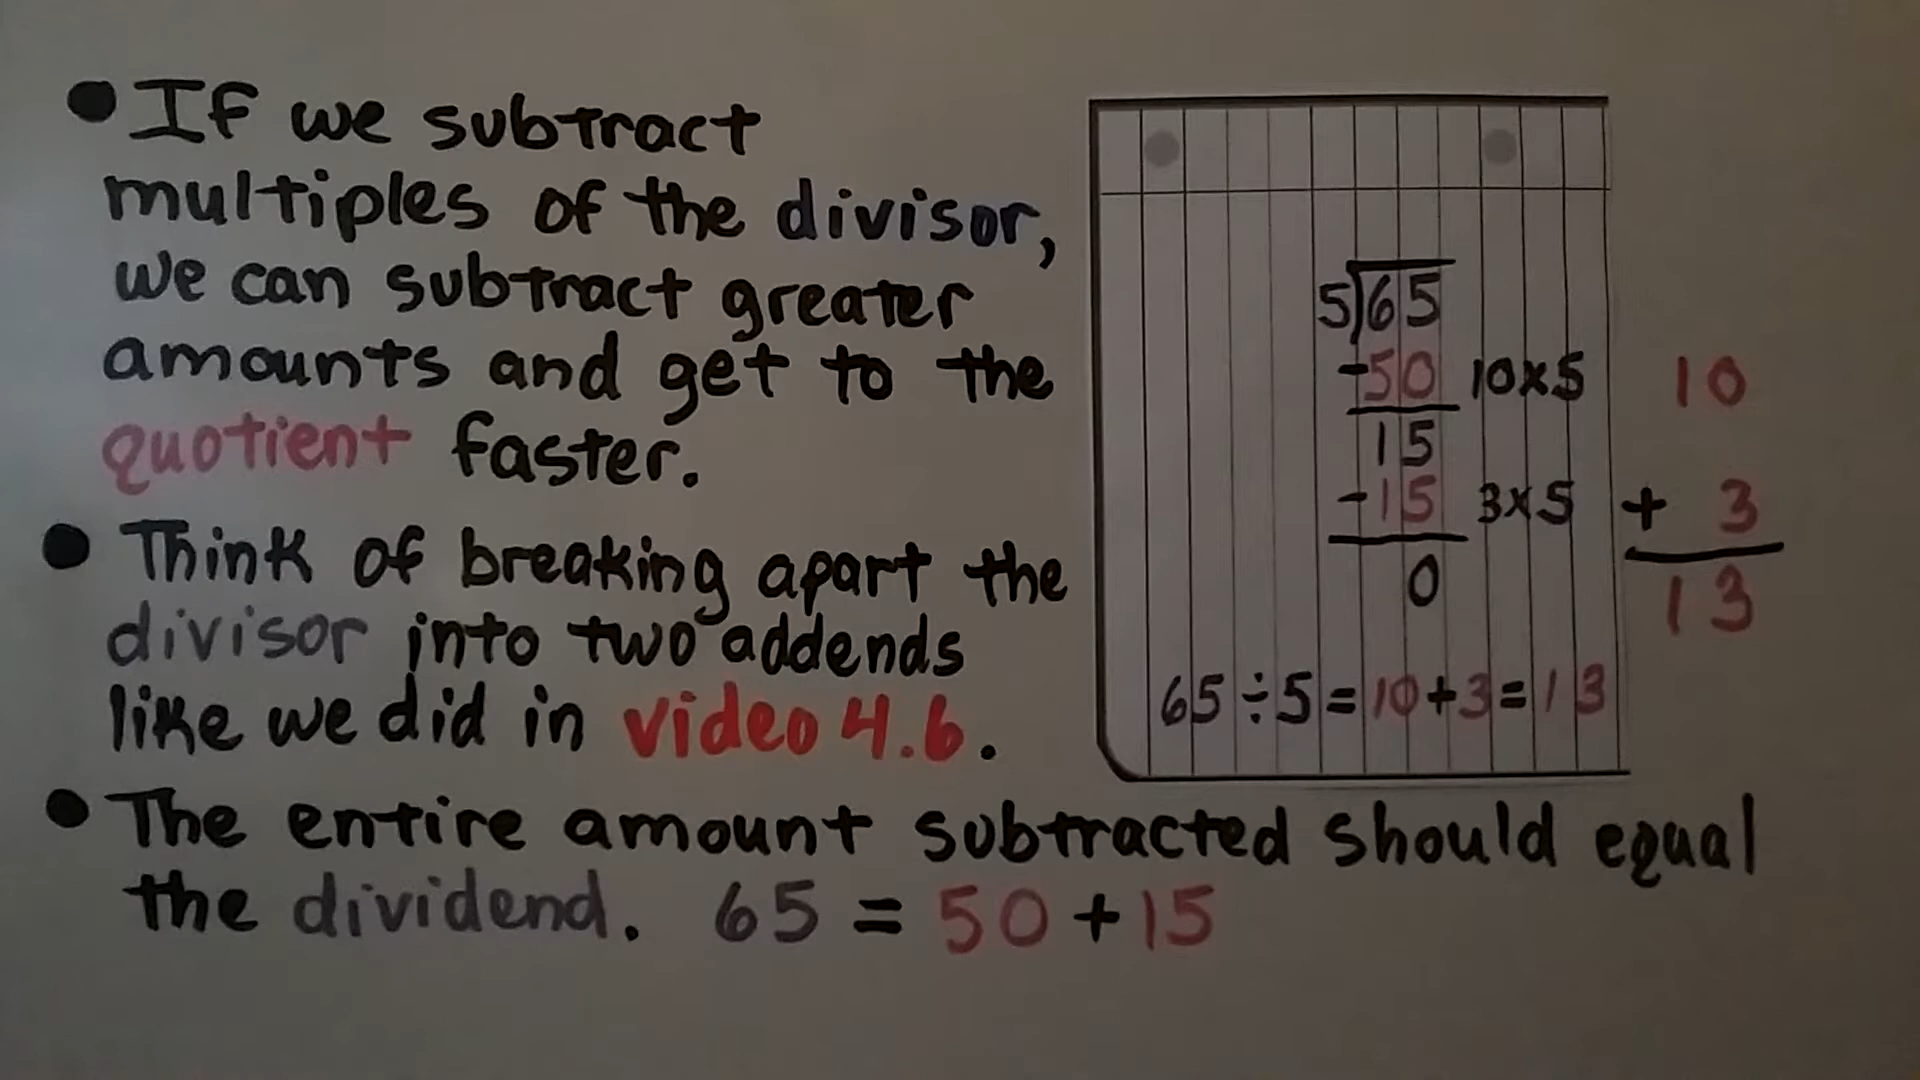 • If we subtract
multiples of the divisor,
we can subtract greater
amounts and get to the
quotient faster.
• Think of breaking apart the
divisor into two addends
like we did in video 4.6.
5)65
-50 10x5 10
15
-15 3x5 + 3
0 13
65÷5=10+3=13
• The entire amount subtracted should equal
the dividend. 65 = 50 + 15